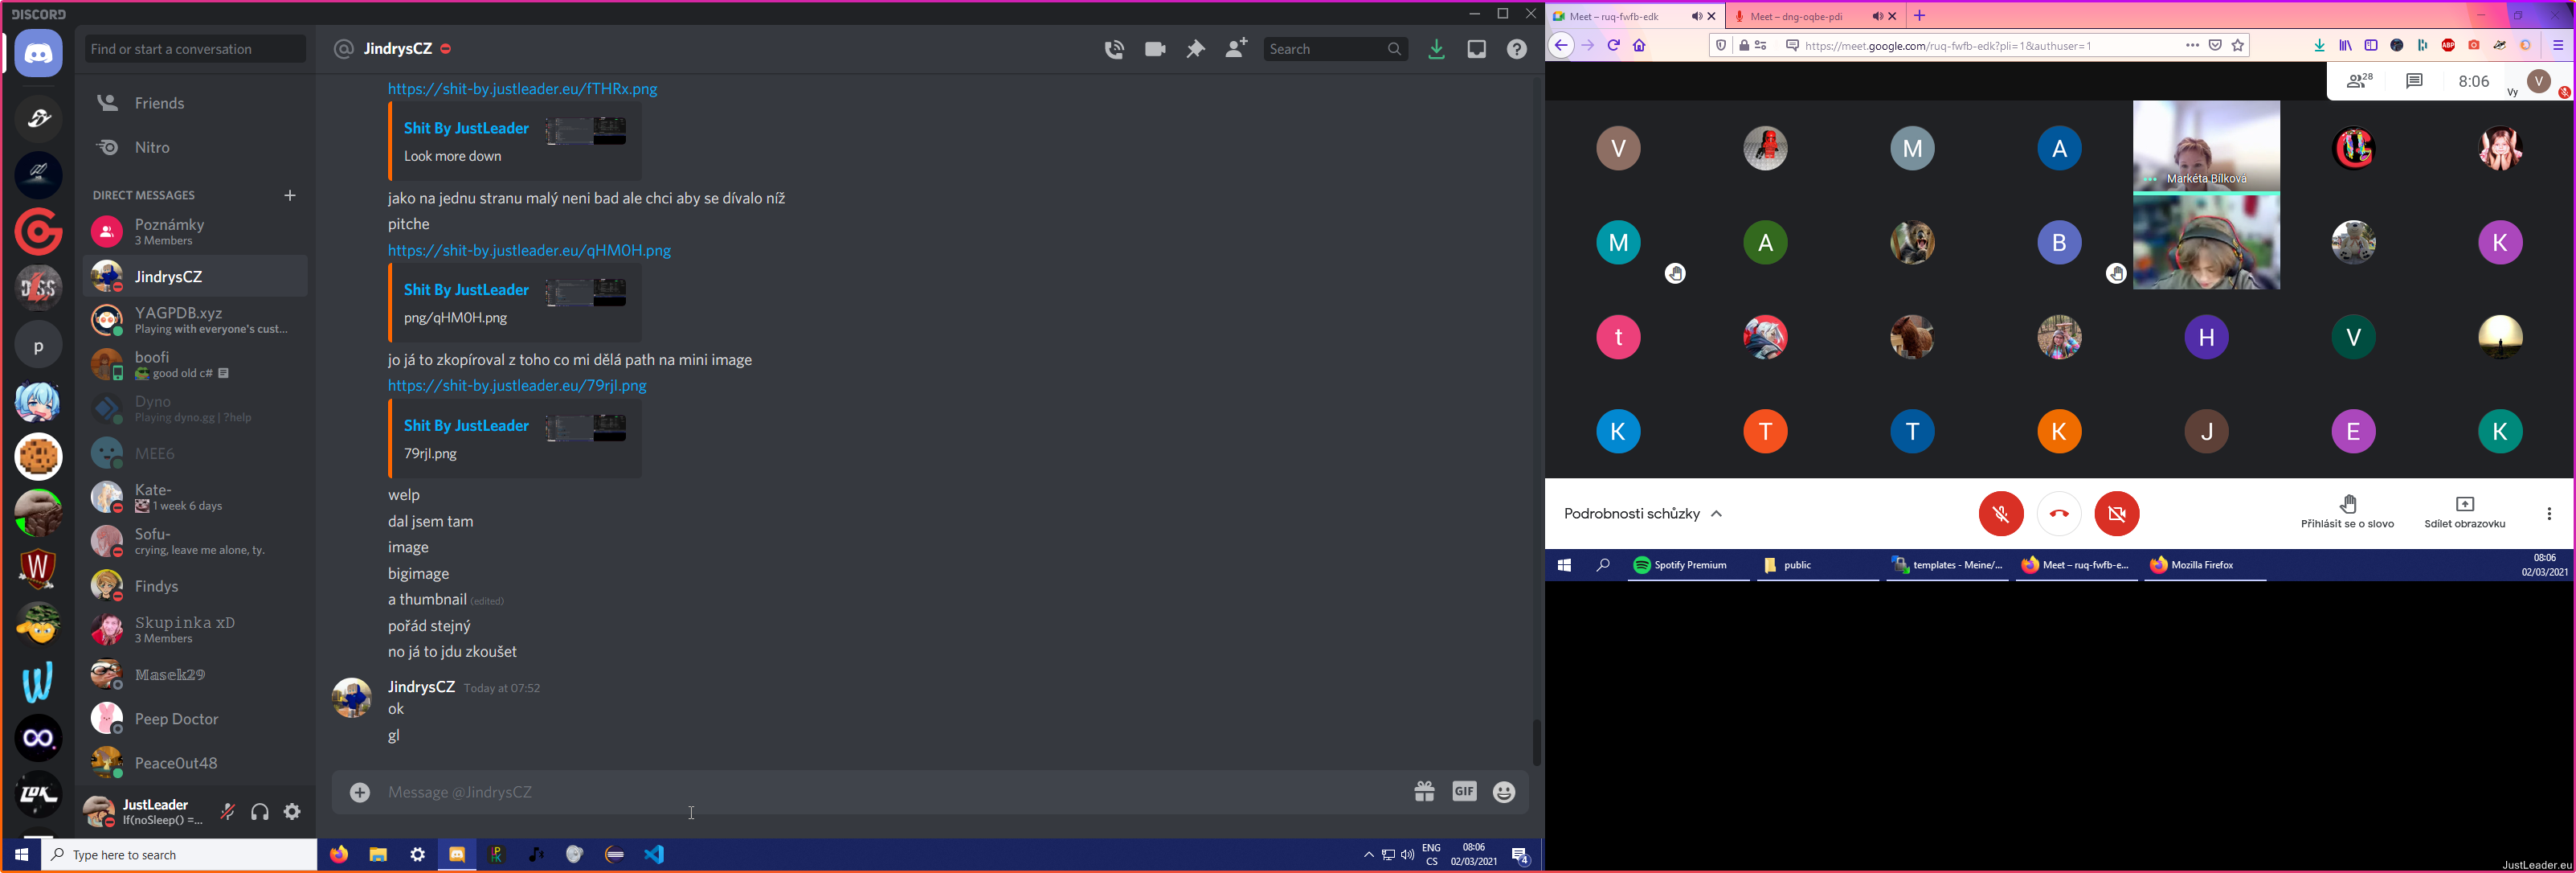 DISCORD
Find or start a conversation
Friends
Nitro
DIRECT MESSAGES
Poznámky
3 Members
JindrysCZ
YAGPDB.xyz
Playing with everyone's cust...
boofi
good old c#
Dyno
Playing dyno.gg | ?help
MEE6
Kate-
1 week 6 days
Sofu-
crying, leave me alone, ty.
Findys
Skupinka xD
3 Members
Masek29
Peep Doctor
Peace0ut48
JustLeader
If(noSleep() =...
p
JindrysCZ
Search
https://shit-by.justleader.eu/fTHRx.png
Shit By JustLeader
Look more down
jako na jednu stranu malý neni bad ale chci aby se dívalo níž
pitche
https://shit-by.justleader.eu/qHM0H.png
Shit By JustLeader
png/qHM0H.png
jo já to zkopíroval z toho co mi dělá path na mini image
https://shit-by.justleader.eu/79rjl.png
Shit By JustLeader
79rjl.png
welp
dal jsem tam
image
bigimage
a thumbnail (edited)
pořád stejný
no já to jdu zkoušet
JindrysCZ Today at 07:52
ok
gl
Message @JindrysCZ
GIF
Type here to search
ENG
CS
08:06
02/03/2021
4
Meet – ruq-fwfb-edk
Meet – dng-oqbe-pdi
https://meet.google.com/ruq-fwfb-edk?pli=1&authuser=1
ABP
28
8:06
Vy
V
V
M
A
Markéta Bílková
M
A
B
K
t
H
V
K
T
T
K
J
E
K
Podrobnosti schůzky
Přihlásit se o slovo
Sdílet obrazovku
Spotify Premium
public
templates - Meine/...
Meet – ruq-fwfb-e...
Mozilla Firefox
08:06
02/03/2021
JustLeader.eu